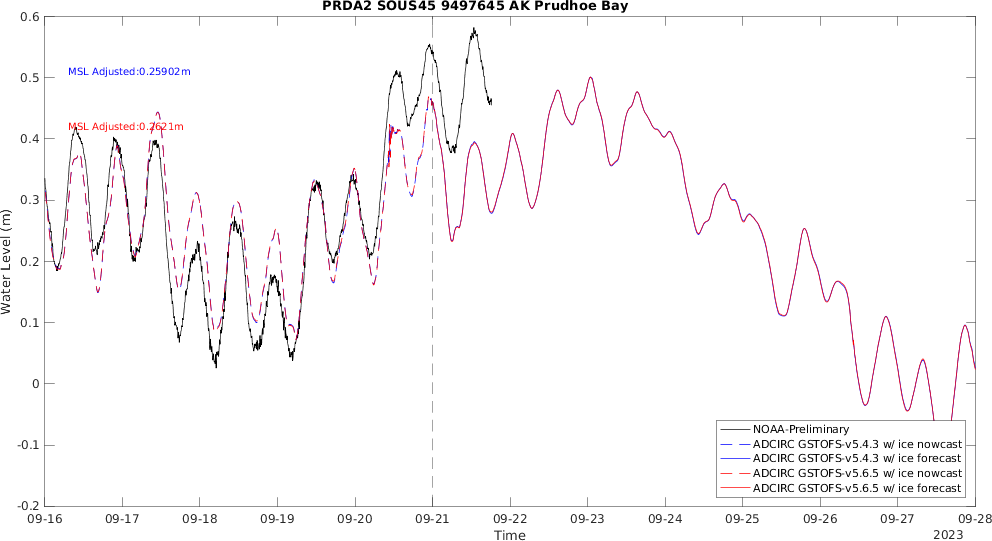 PRDA2 SOUS45 9497645 AK Prudhoe Bay
0.6
0.5
0.4
0.3
0.2
0.1
0
-0.1
-0.2
Water Level (m)
MSL Adjusted:0.25902m
MSL Adjusted:0.2621m
NOAA-Preliminary
ADCIRC GSTOFS-v5.4.3 w/ ice nowcast
ADCIRC GSTOFS-v5.4.3 w/ ice forecast
ADCIRC GSTOFS-v5.6.5 w/ ice nowcast
ADCIRC GSTOFS-v5.6.5 w/ ice forecast
09-16 09-17 09-18 09-19 09-20 09-21 09-22 09-23 09-24 09-25 09-26 09-27 09-28
Time
2023